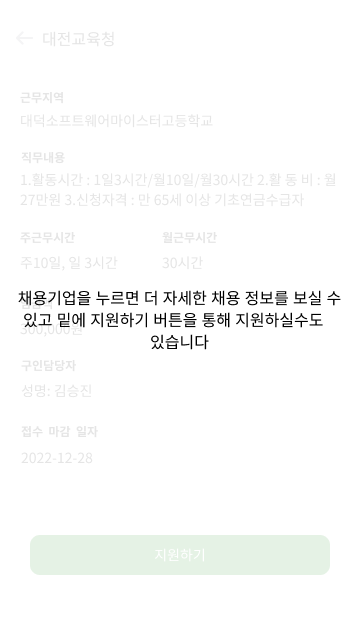 대전교육청
근무지역
대덕소프트웨어마이스터고등학교
직무내용
1.활동시간 : 1일3시간/월10일/월30시간 2.활 동 비 : 월
27만원 3.신청자격 : 만 65세 이상 기초연금수급자
주근무시간 월근무시간
주10일, 일 3시간 30시간
채용기업을 누르면 더 자세한 채용 정보를 보실 수
있고 밑에 지원하기 버튼을 통해 지원하실수도
있습니다
300,000원
구인담당자
성명: 김승진
접수 마감 일자
2022-12-28
지원하기